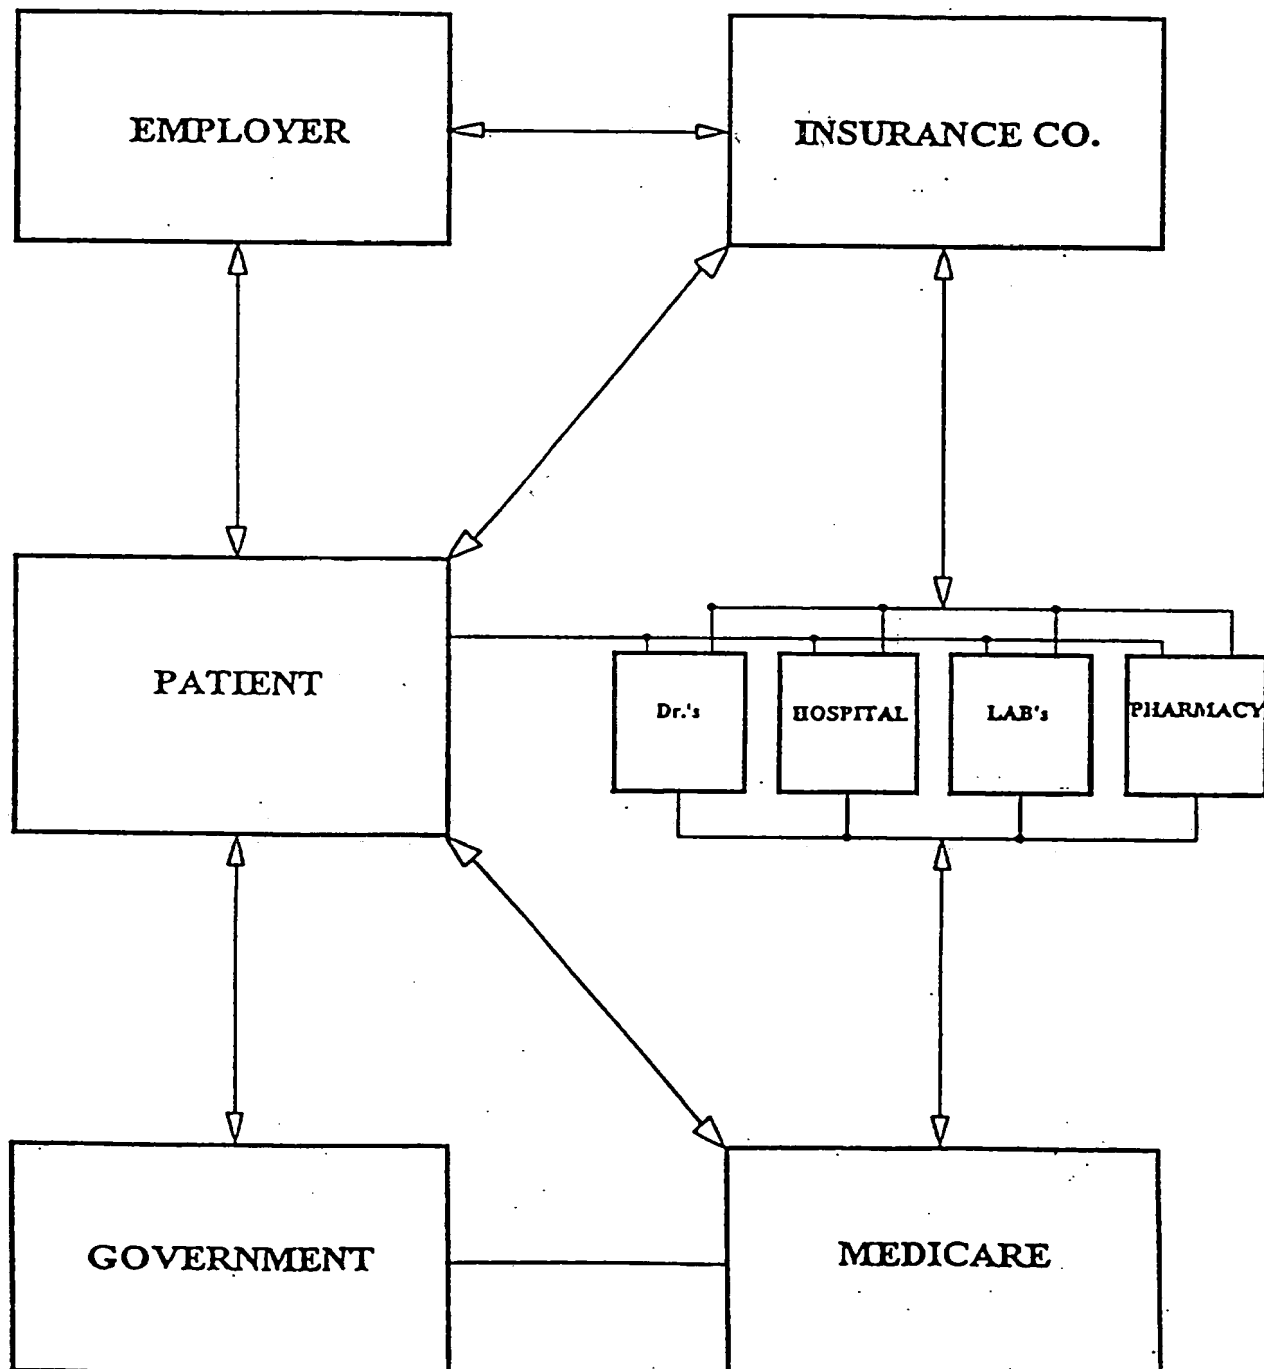 EMPLOYER
INSURANCE CO.
PATIENT
Dr.'s
HOSPITAL
LAB's
PHARMACY
GOVERNMENT
MEDICARE